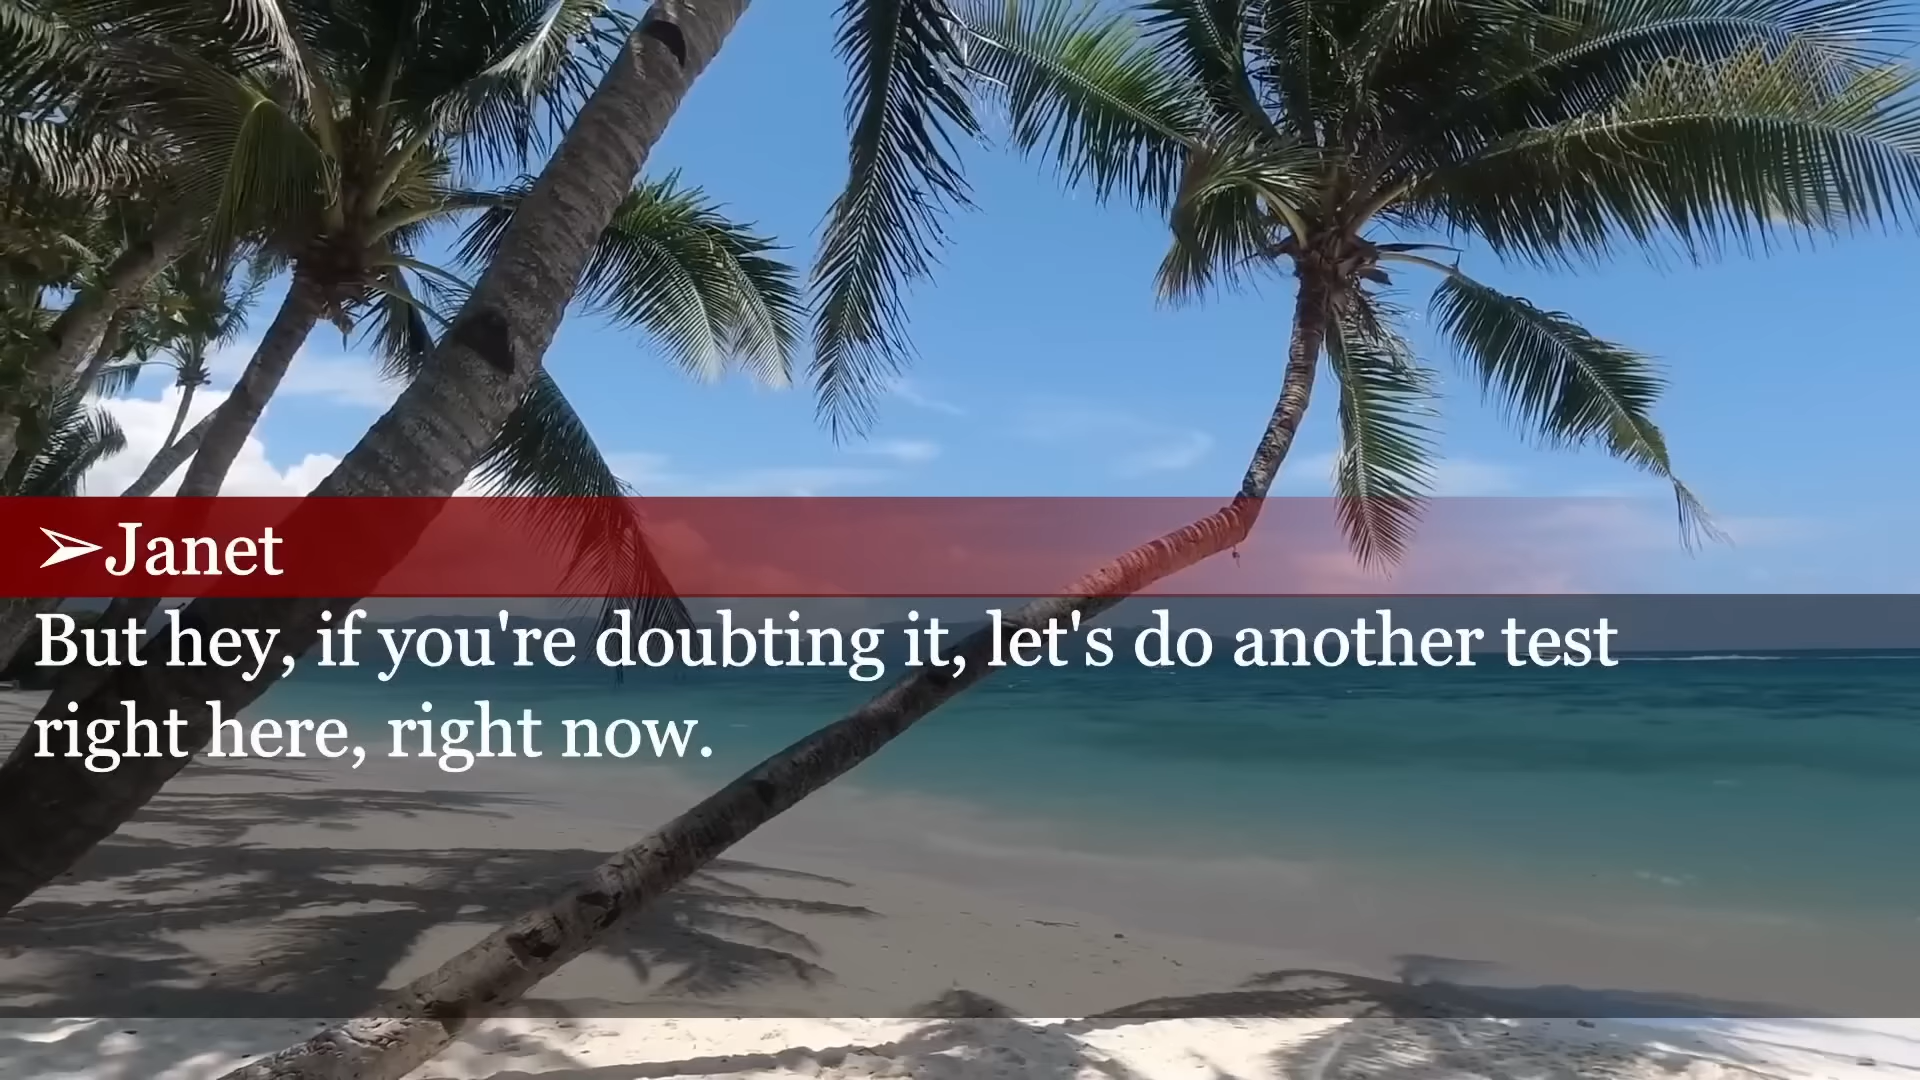 ➢Janet
But hey, if you're doubting it, let's do another test
right here, right now.